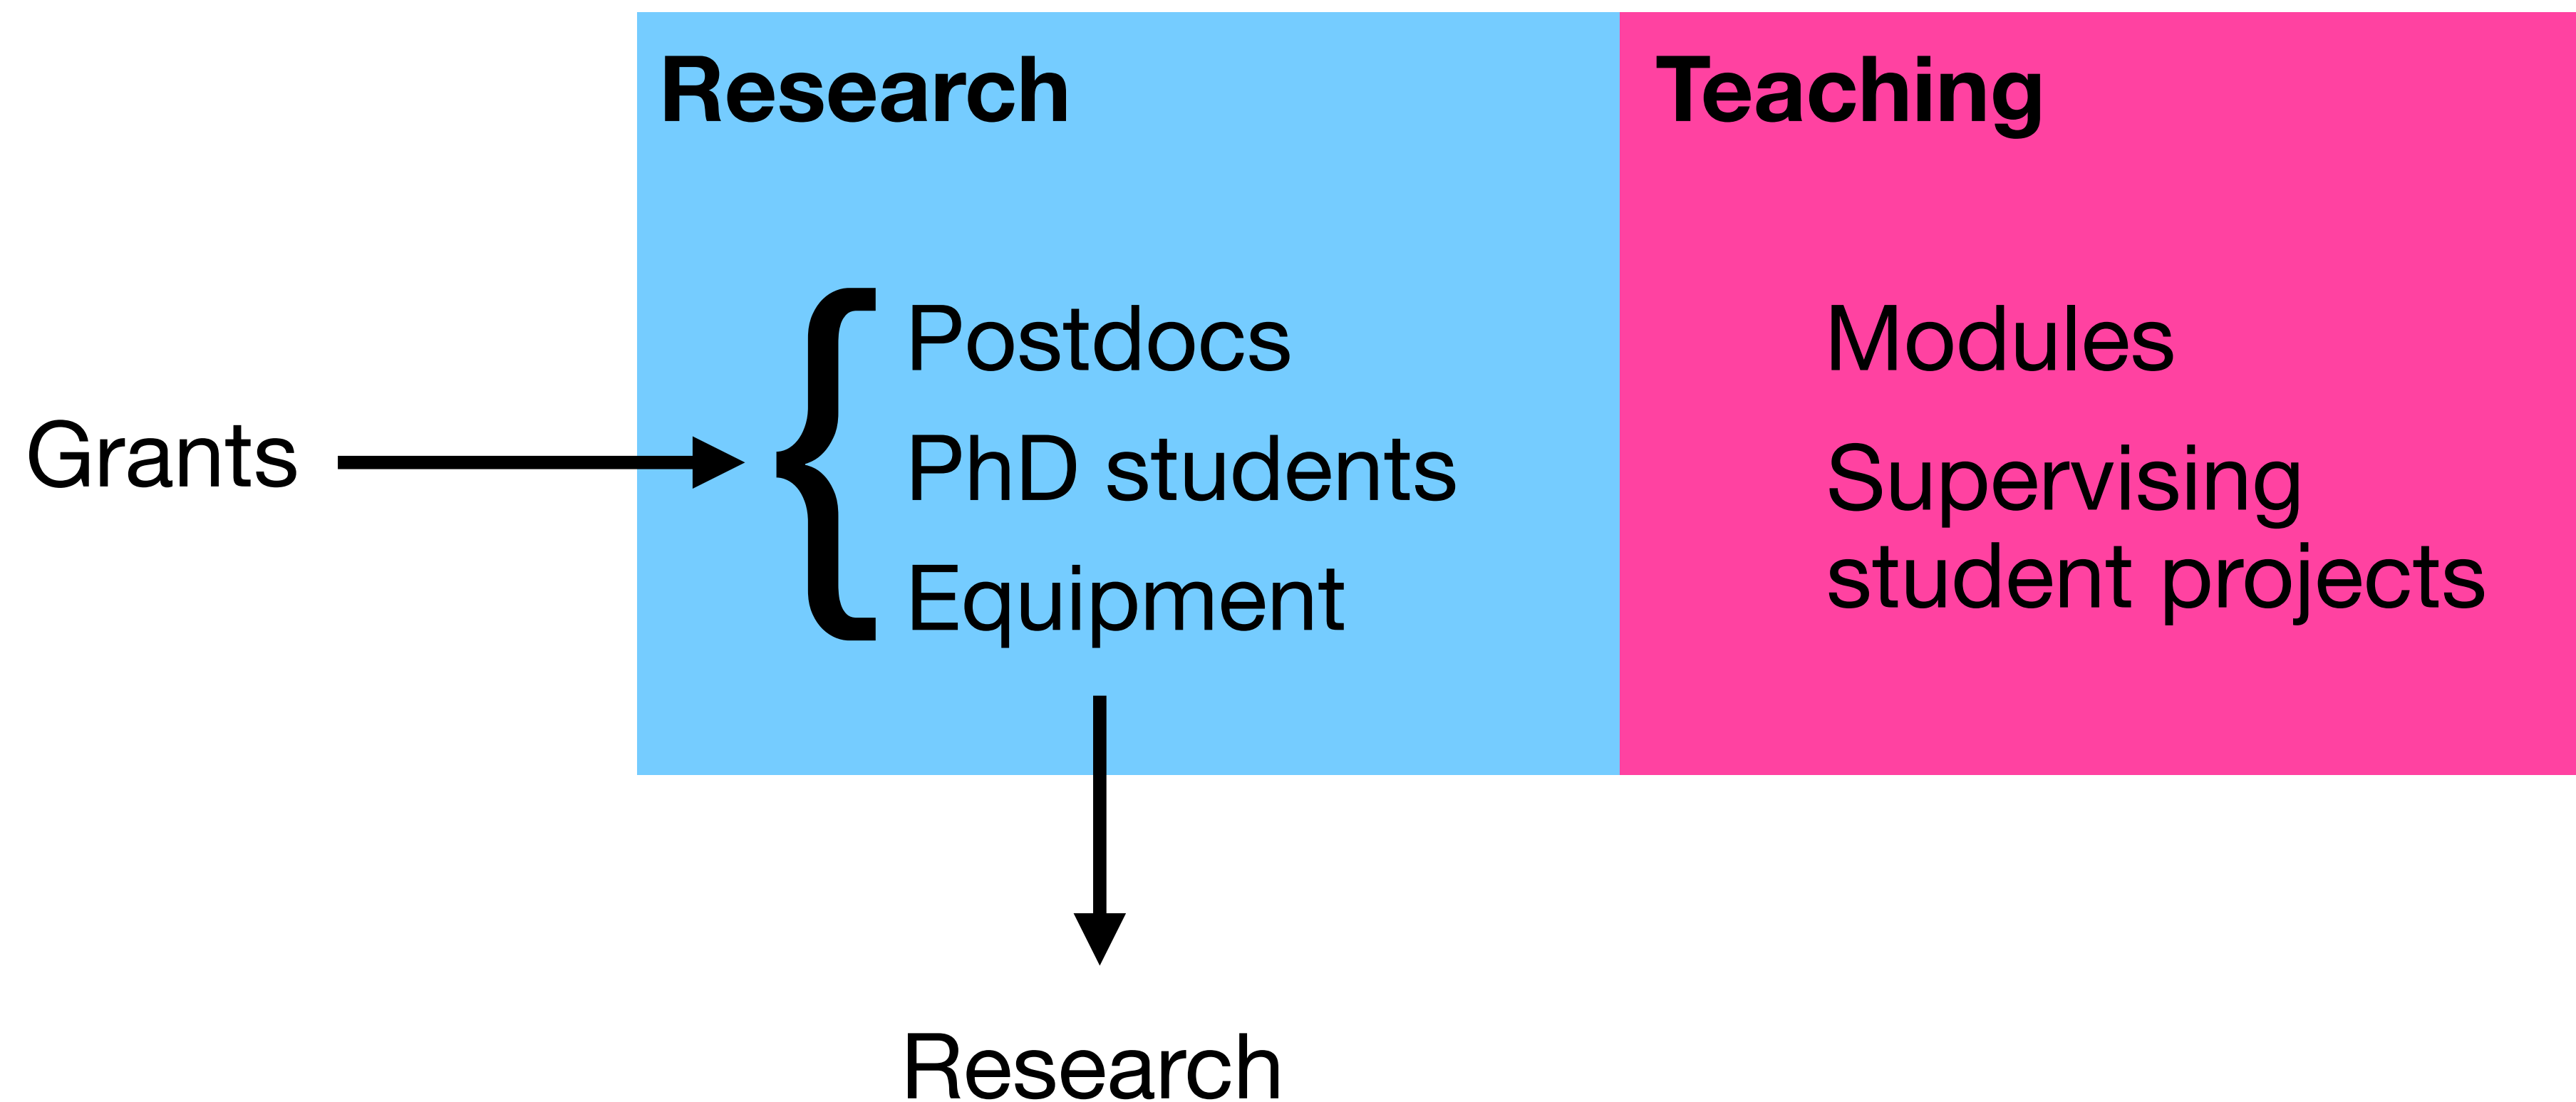 Research
Teaching
Grants
{
Postdocs
PhD students
Equipment
Modules
Supervising
student projects
Research